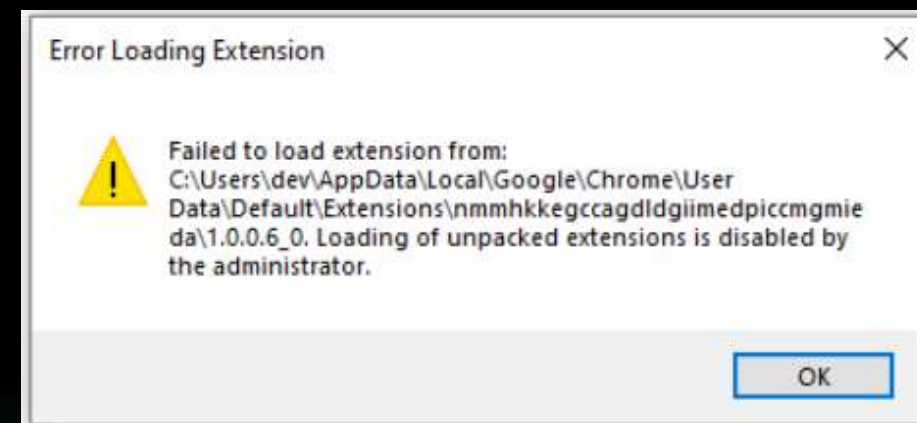 Error Loading Extension
Failed to load extension from:
C:\Users\dev\AppData\Local\Google\Chrome\User
Data\Default\Extensions\nmmhkkegccagdldgiimedpiccmgmie
da\1.0.0.6_0. Loading of unpacked extensions is disabled by
the administrator.
OK